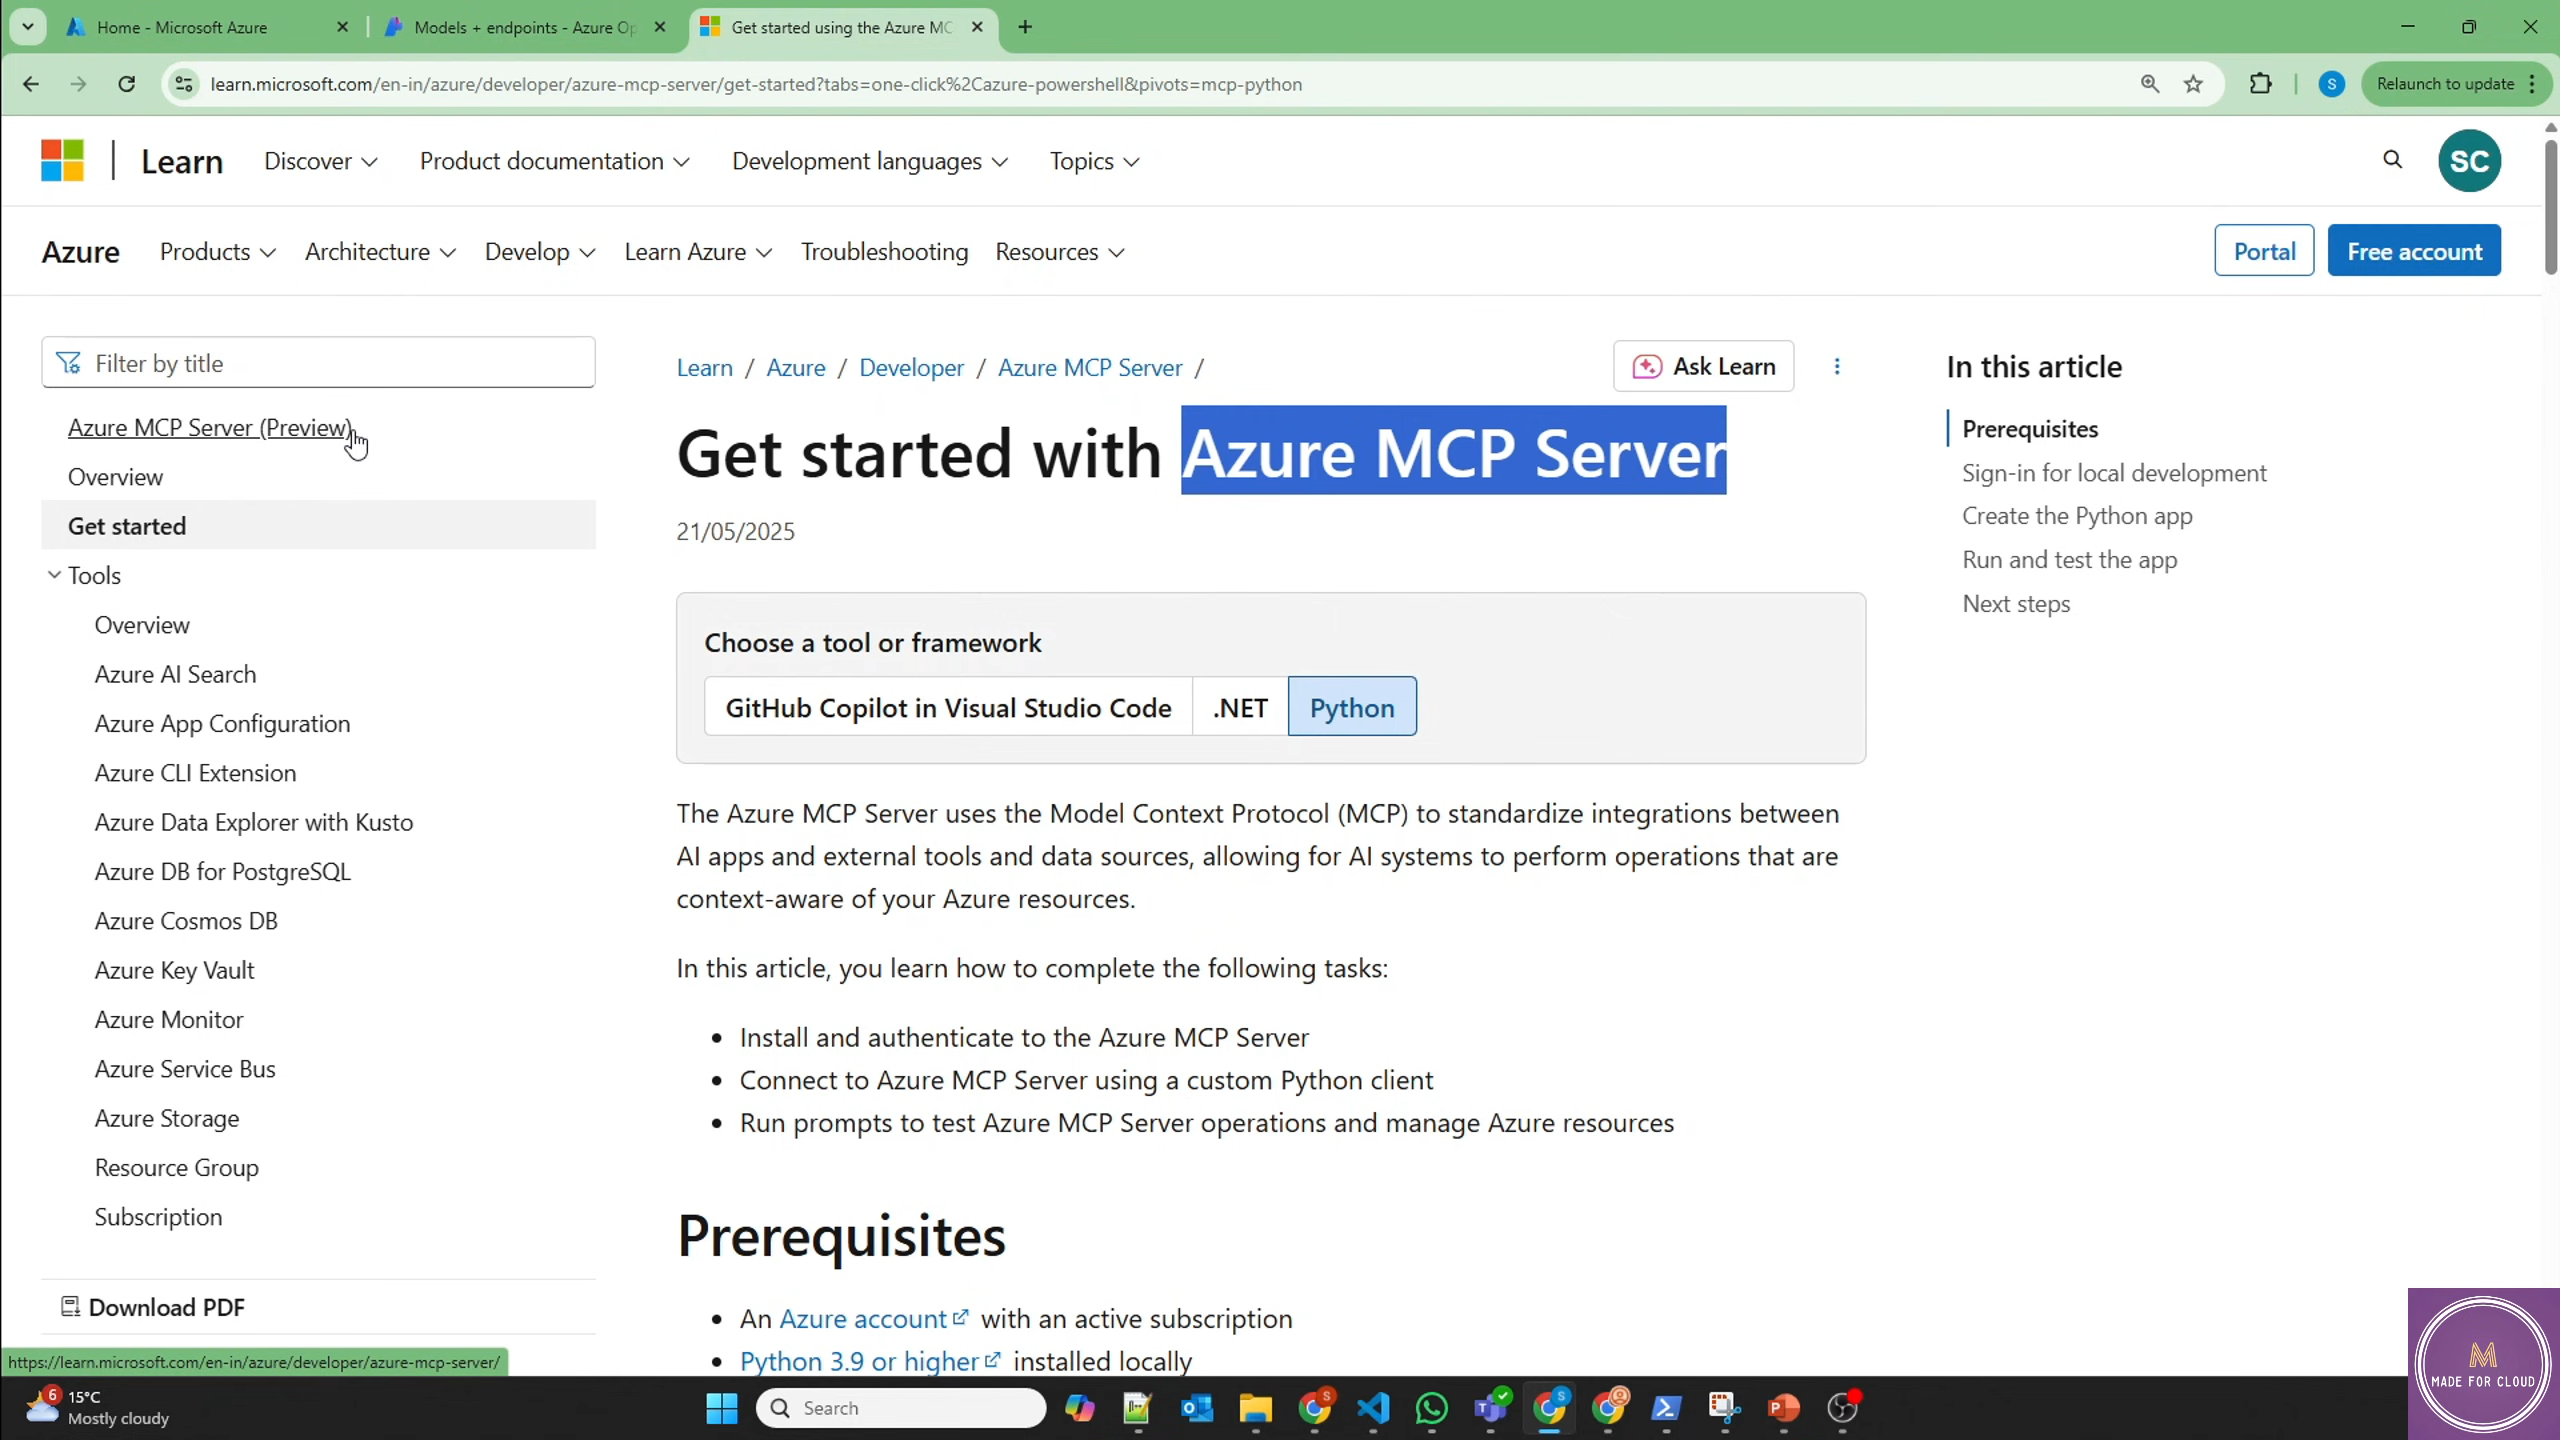 Home - Microsoft Azure
Models + endpoints - Azure Op
Get started using the Azure MC
learn.microsoft.com/en-in/azure/developer/azure-mcp-server/get-started?tabs=one-click%2Cazure-powershell&pivots=mcp-python
S
Relaunch to update
Learn
Discover
Product documentation
Development languages
Topics
SC
Azure
Products
Architecture
Develop
Learn Azure
Troubleshooting
Resources
Portal
Free account
Filter by title
Azure MCP Server (Preview)
Overview
Get started
Tools
Overview
Azure AI Search
Azure App Configuration
Azure CLI Extension
Azure Data Explorer with Kusto
Azure DB for PostgreSQL
Azure Cosmos DB
Azure Key Vault
Azure Monitor
Azure Service Bus
Azure Storage
Resource Group
Subscription
Download PDF
Learn / Azure / Developer / Azure MCP Server /
Ask Learn
Get started with Azure MCP Server
21/05/2025
Choose a tool or framework
GitHub Copilot in Visual Studio Code
.NET
Python
The Azure MCP Server uses the Model Context Protocol (MCP) to standardize integrations between
AI apps and external tools and data sources, allowing for AI systems to perform operations that are
context-aware of your Azure resources.
In this article, you learn how to complete the following tasks:
• Install and authenticate to the Azure MCP Server
• Connect to Azure MCP Server using a custom Python client
• Run prompts to test Azure MCP Server operations and manage Azure resources
Prerequisites
• An Azure account with an active subscription
• Python 3.9 or higher installed locally
In this article
Prerequisites
Sign-in for local development
Create the Python app
Run and test the app
Next steps
https://learn.microsoft.com/en-in/azure/developer/azure-mcp-server/
6
15°C
Mostly cloudy
Search
M
MADE FOR CLOUD